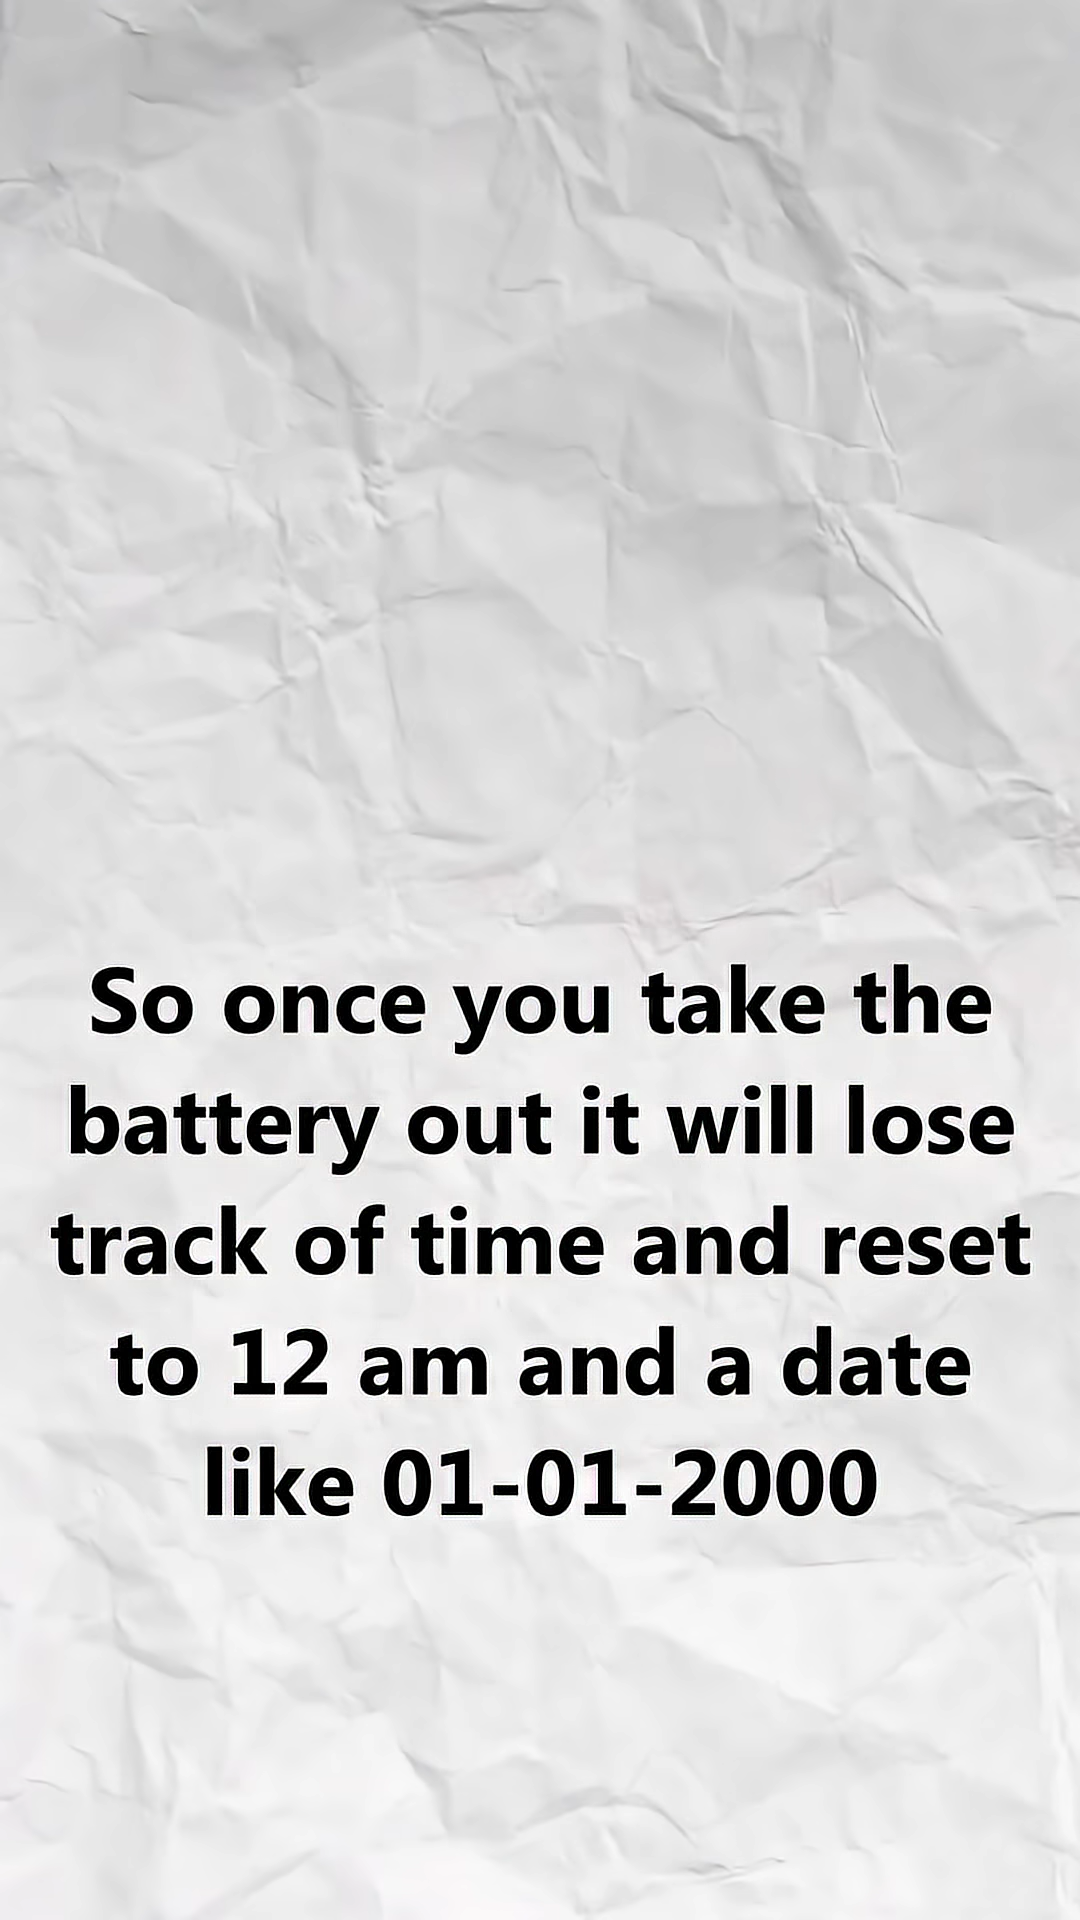 So once you take the
battery out it will lose
track of time and reset
to 12 am and a date
like 01-01-2000